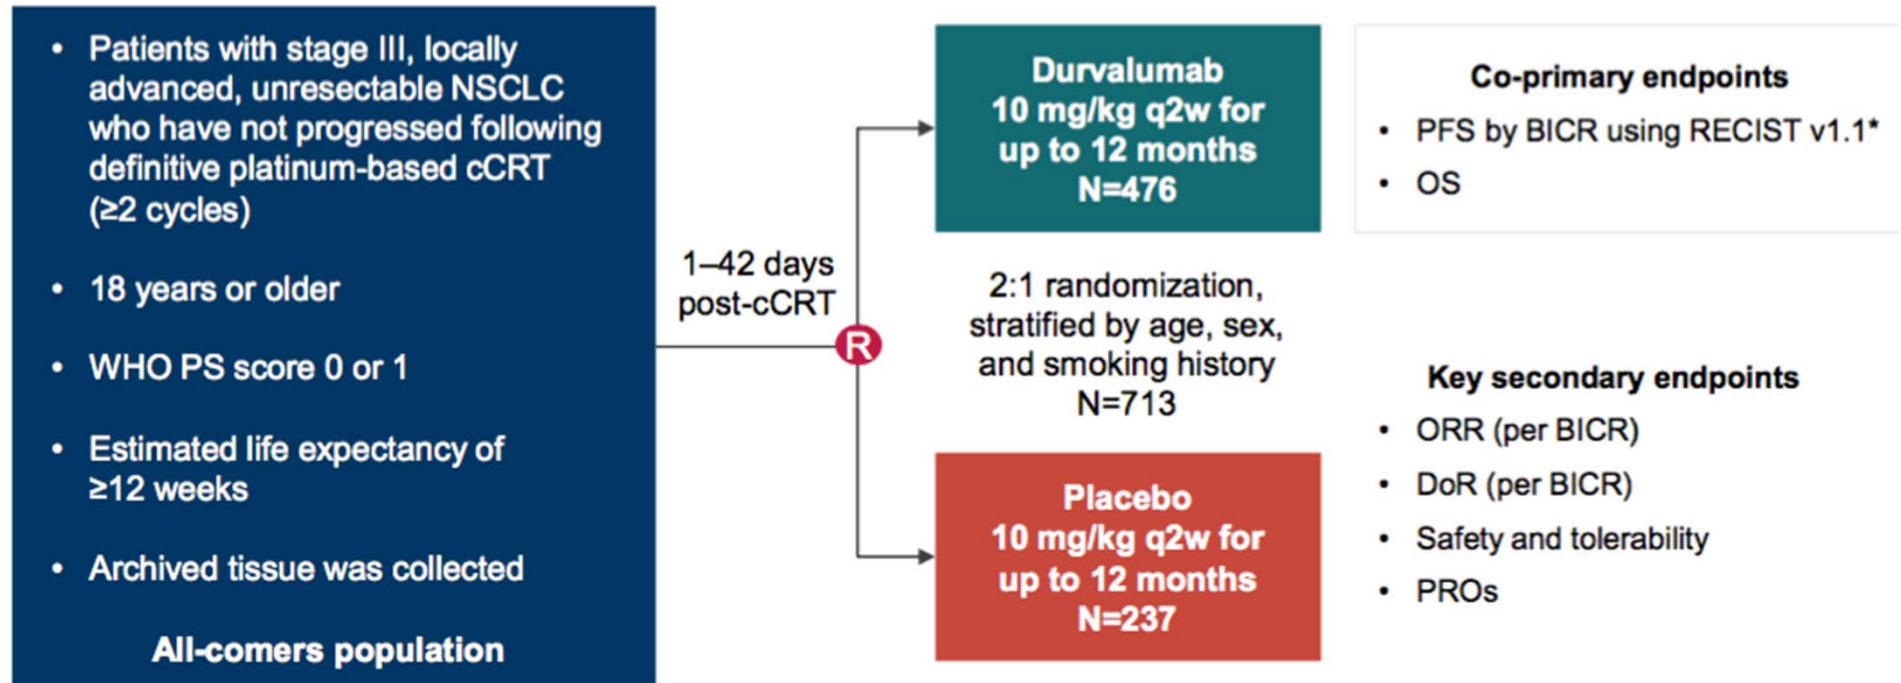 • Patients with stage III, locally
advanced, unresectable NSCLC
who have not progressed following
definitive platinum-based cCRT
(≥2 cycles)
• 18 years or older
• WHO PS score 0 or 1
• Estimated life expectancy of
≥12 weeks
• Archived tissue was collected
All-comers population
1–42 days
post-cCRT
R
Durvalumab
10 mg/kg q2w for
up to 12 months
N=476
2:1 randomization,
stratified by age, sex,
and smoking history
N=713
Placebo
10 mg/kg q2w for
up to 12 months
N=237
Co-primary endpoints
• PFS by BICR using RECIST v1.1*
• OS
Key secondary endpoints
• ORR (per BICR)
• DoR (per BICR)
• Safety and tolerability
• PROs